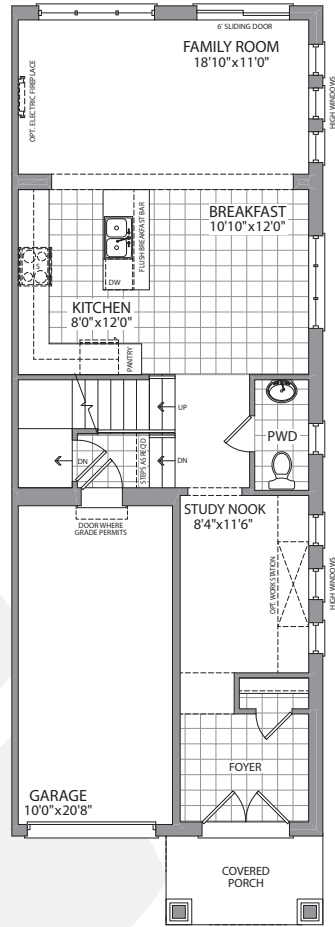 6' SLIDING DOOR
FAMILY ROOM
18'10"x11'0"
OPT. ELECTRIC FIREPLACE
HIGH WINDOWS
BREAKFAST
10'10"x12'0"
FLUSH BREAKFAST BAR
S
DW
KITCHEN
8'0"x12'0"
PANTRY
UP
PWD
DN
STEPS AS REQ'D
DN
DOOR WHERE
GRADE PERMITS
STUDY NOOK
8'4"x11'6"
OPT. WORK STATION
HIGH WINDOWS
FOYER
GARAGE
10'0"x20'8"
COVERED
PORCH